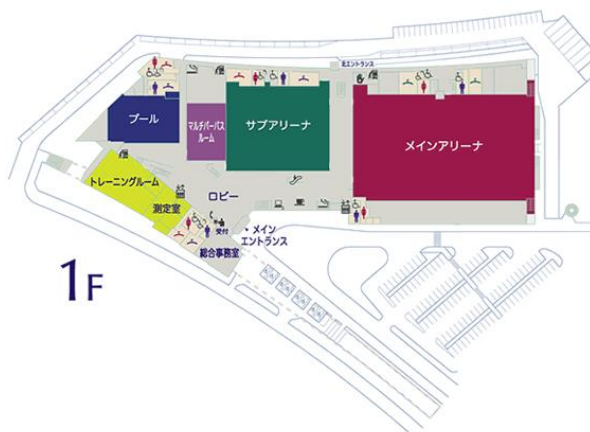 北エントランス
プール
マルチパーパス
ルーム
サブアリーナ
メインアリーナ
トレーニングルーム
測定室
ロビー
受付
メイン
エントランス
総合事務室
1F